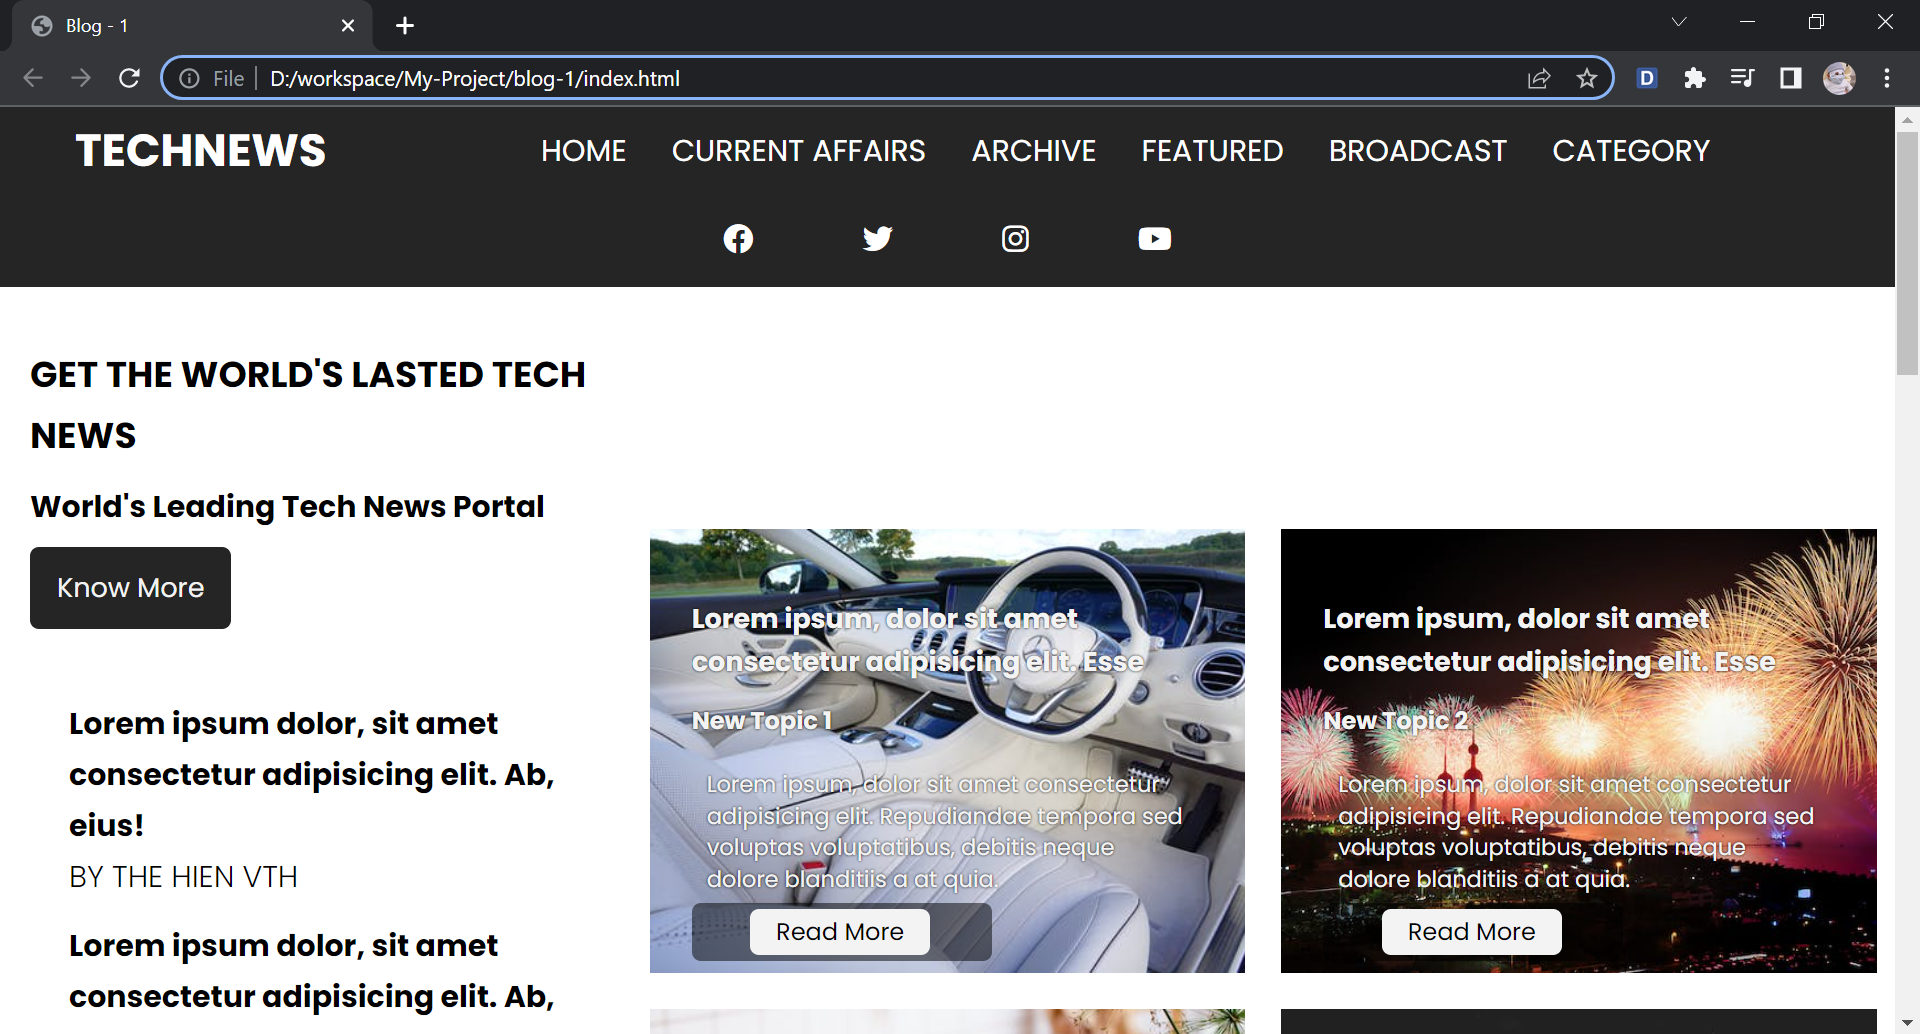 Blog - 1
File D:/workspace/My-Project/blog-1/index.html
D
TECHNEWS
HOME CURRENT AFFAIRS ARCHIVE FEATURED BROADCAST CATEGORY
GET THE WORLD'S LASTED TECH
NEWS
World's Leading Tech News Portal
Know More
Lorem ipsum dolor, sit amet
consectetur adipisicing elit. Ab,
eius!
BY THE HIEN VTH
Lorem ipsum dolor, sit amet
consectetur adipisicing elit. Ab,
Lorem ipsum, dolor sit amet
consectetur adipisicing elit. Esse
New Topic 1
Lorem ipsum, dolor sit amet consectetur
adipisicing elit. Repudiandae tempora sed
voluptas voluptatibus, debitis neque
dolore blanditiis a at quia.
Read More
Lorem ipsum, dolor sit amet
consectetur adipisicing elit. Esse
New Topic 2
Lorem ipsum, dolor sit amet consectetur
adipisicing elit. Repudiandae tempora sed
voluptas voluptatibus, debitis neque
dolore blanditiis a at quia.
Read More